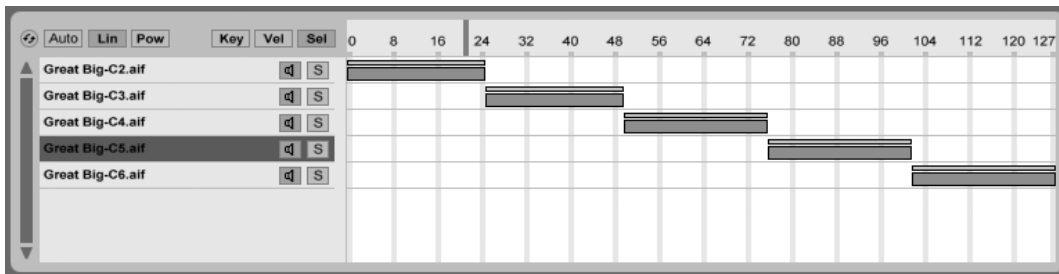 Auto Lin Pow Key Vel Sel 0 8 16 24 32 40 48 56 64 72 80 88 96 104 112 120 127
Great Big-C2.aif S
Great Big-C3.aif S
Great Big-C4.aif S
Great Big-C5.aif S
Great Big-C6.aif S